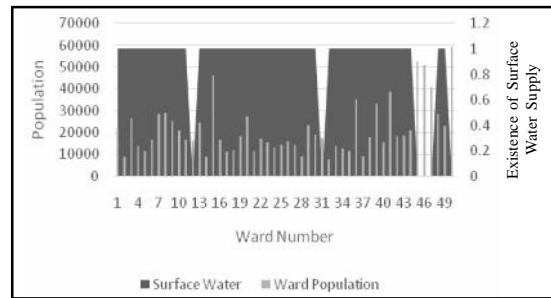 70000
60000
50000
40000
30000
20000
10000
0
Population
1.2
1
0.8
0.6
0.4
0.2
0
Existence of Surface
Water Supply
1 4 7 10 13 16 19 22 25 28 31 34 37 40 43 46 49
Ward Number
Surface Water Ward Population